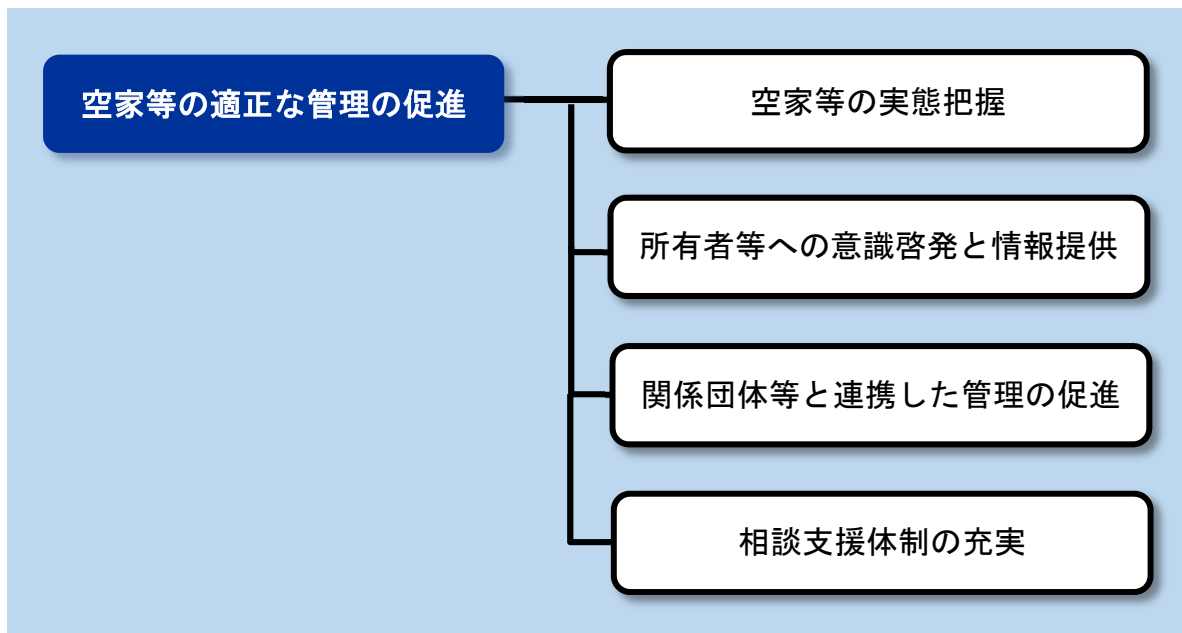 空家等の適正な管理の促進
空家等の実態把握
所有者等への意識啓発と情報提供
関係団体等と連携した管理の促進
相談支援体制の充実